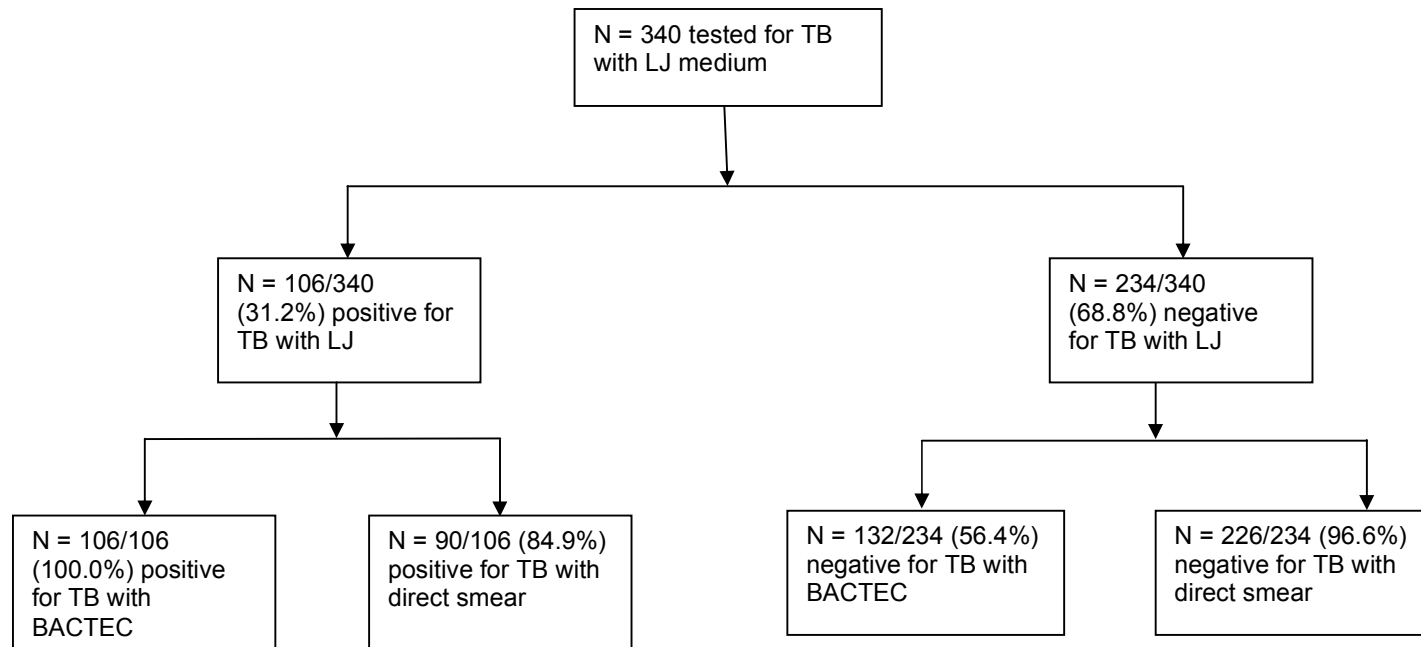 N = 340 tested for TB
with LJ medium
N = 106/340
(31.2%) positive for
TB with LJ
N = 234/340
(68.8%) negative
for TB with LJ
N = 106/106
(100.0%) positive
for TB with
BACTEC
N = 90/106 (84.9%)
positive for TB with
direct smear
N = 132/234 (56.4%)
negative for TB with
BACTEC
N = 226/234 (96.6%)
negative for TB with
direct smear